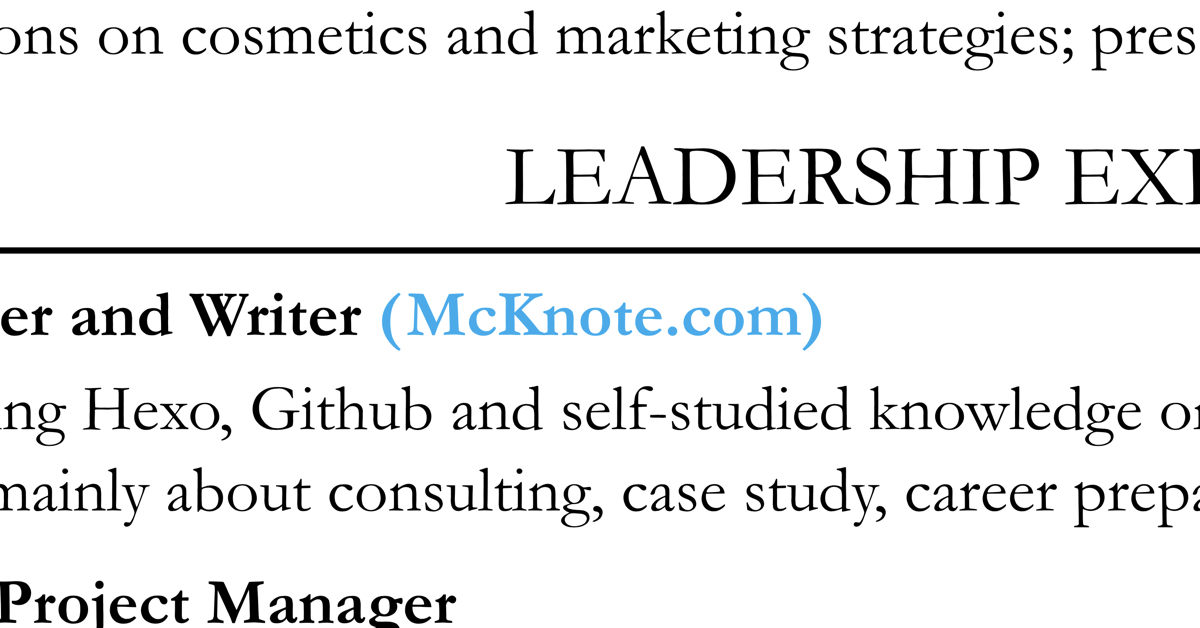 ons on cosmetics and marketing strategies; pres
LEADERSHIP EX
er and Writer (McKnote.com)
ng Hexo, Github and self-studied knowledge o
mainly about consulting, case study, career prepa
Project Manager